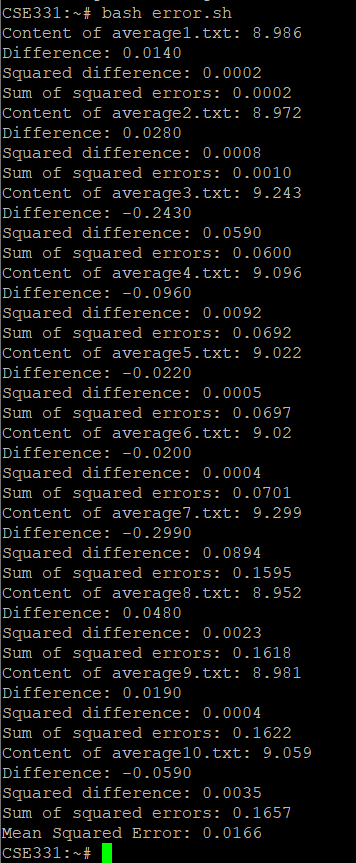 CSE331:~# bash error.sh
Content of average1.txt: 8.986
Difference: 0.0140
Squared difference: 0.0002
Sum of squared errors: 0.0002
Content of average2.txt: 8.972
Difference: 0.0280
Squared difference: 0.0008
Sum of squared errors: 0.0010
Content of average3.txt: 9.243
Difference: -0.2430
Squared difference: 0.0590
Sum of squared errors: 0.0600
Content of average4.txt: 9.096
Difference: -0.0960
Squared difference: 0.0092
Sum of squared errors: 0.0692
Content of average5.txt: 9.022
Difference: -0.0220
Squared difference: 0.0005
Sum of squared errors: 0.0697
Content of average6.txt: 9.02
Difference: -0.0200
Squared difference: 0.0004
Sum of squared errors: 0.0701
Content of average7.txt: 9.299
Difference: -0.2990
Squared difference: 0.0894
Sum of squared errors: 0.1595
Content of average8.txt: 8.952
Difference: 0.0480
Squared difference: 0.0023
Sum of squared errors: 0.1618
Content of average9.txt: 8.981
Difference: 0.0190
Squared difference: 0.0004
Sum of squared errors: 0.1622
Content of average10.txt: 9.059
Difference: -0.0590
Squared difference: 0.0035
Sum of squared errors: 0.1657
Mean Squared Error: 0.0166
CSE331:~#